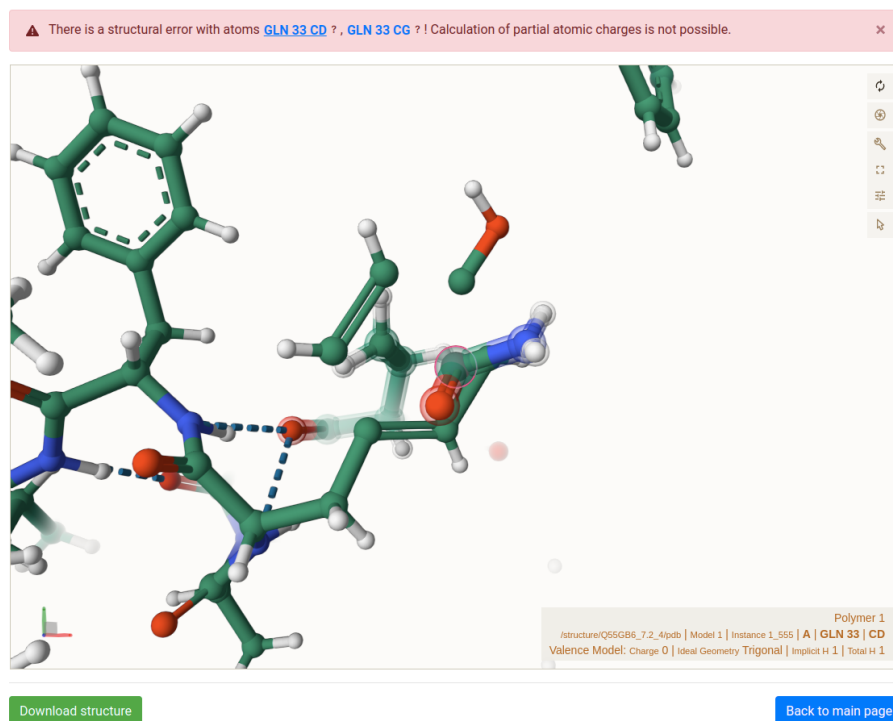 There is a structural error with atoms GLN 33 CD ? , GLN 33 CG ? ! Calculation of partial atomic charges is not possible. ×
Polymer 1
/structure/Q55GB6_7.2_4/pdb | Model 1 | Instance 1_555 | A | GLN 33 | CD
Valence Model: Charge 0 | Ideal Geometry Trigonal | Implicit H 1 | Total H 1
Download structure
Back to main page